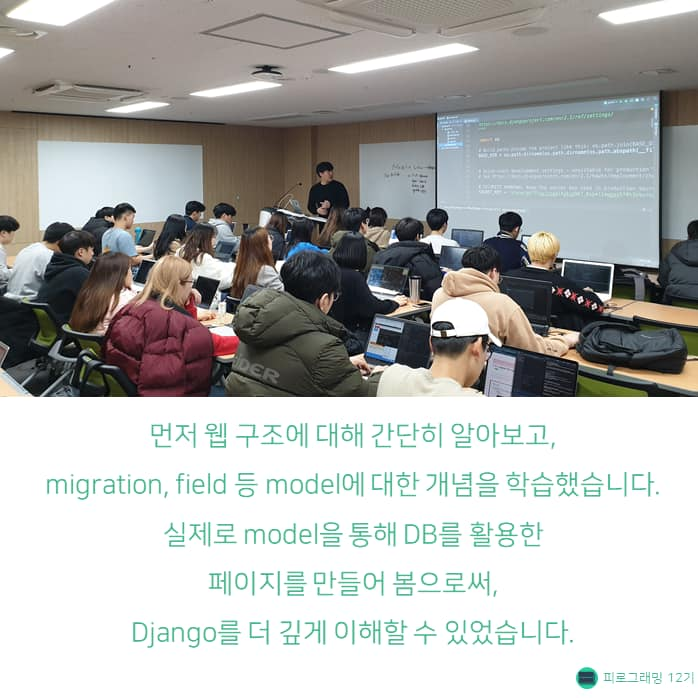 먼저 웹 구조에 대해 간단히 알아보고,
migration, field 등 model에 대한 개념을 학습했습니다.
실제로 model을 통해 DB를 활용한
페이지를 만들어 봄으로써,
Django를 더 깊게 이해할 수 있었습니다.
피로그래밍 12기